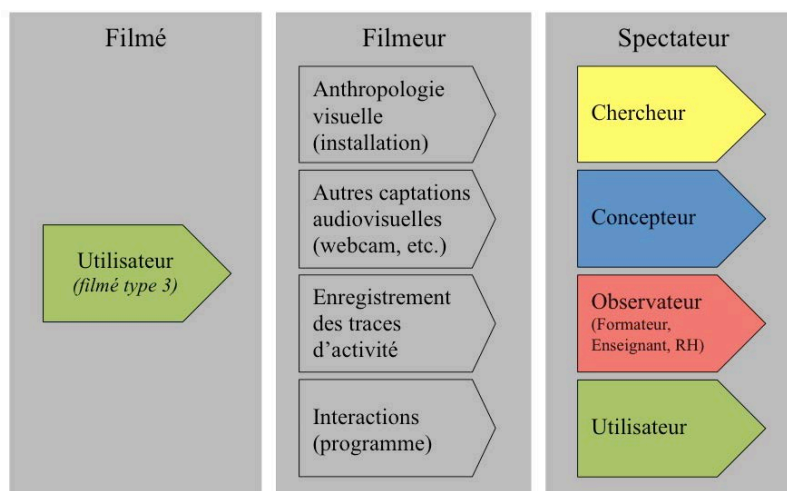 Filmé
Utilisateur
(filmé type 3)
Filmeur
Anthropologie
visuelle
(installation)
Autres captations
audiovisuelles
(webcam, etc.)
Enregistrement
des traces
d’activité
Interactions
(programme)
Spectateur
Chercheur
Concepteur
Observateur
(Formateur,
Enseignant, RH)
Utilisateur